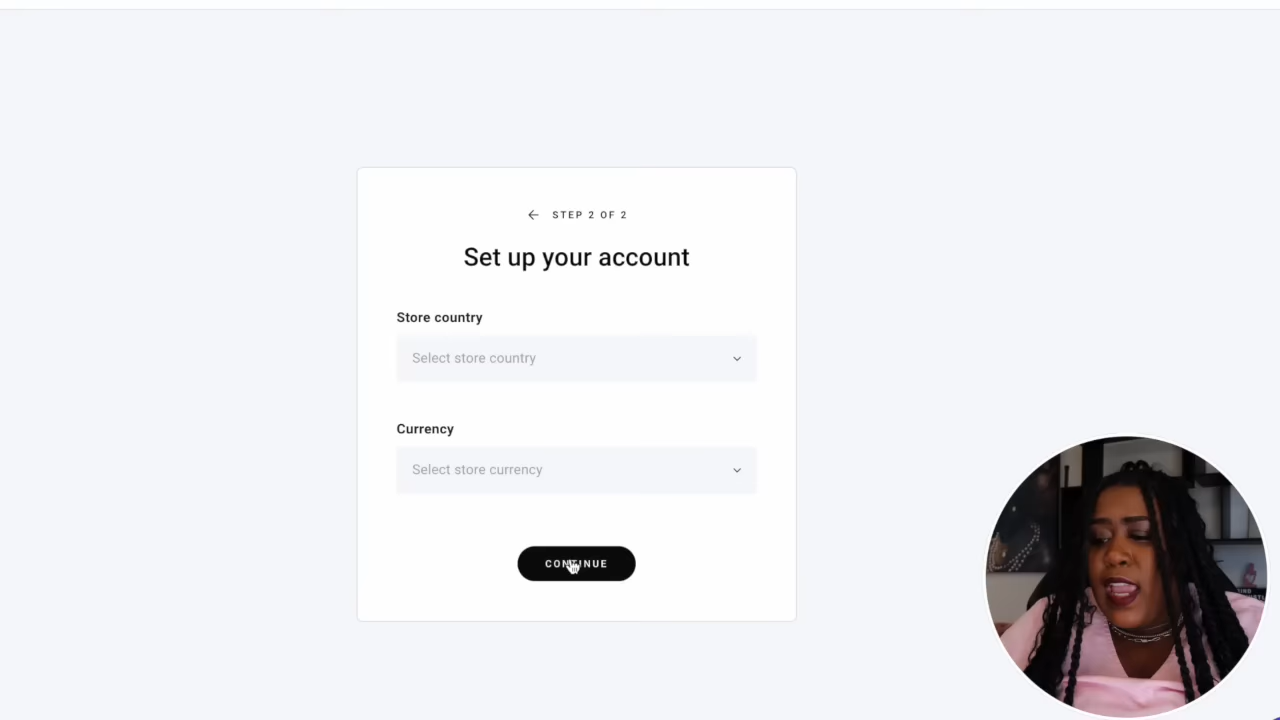 STEP 2 OF 2
Set up your account
Store country
Select store country
Currency
Select store currency
CONTINUE